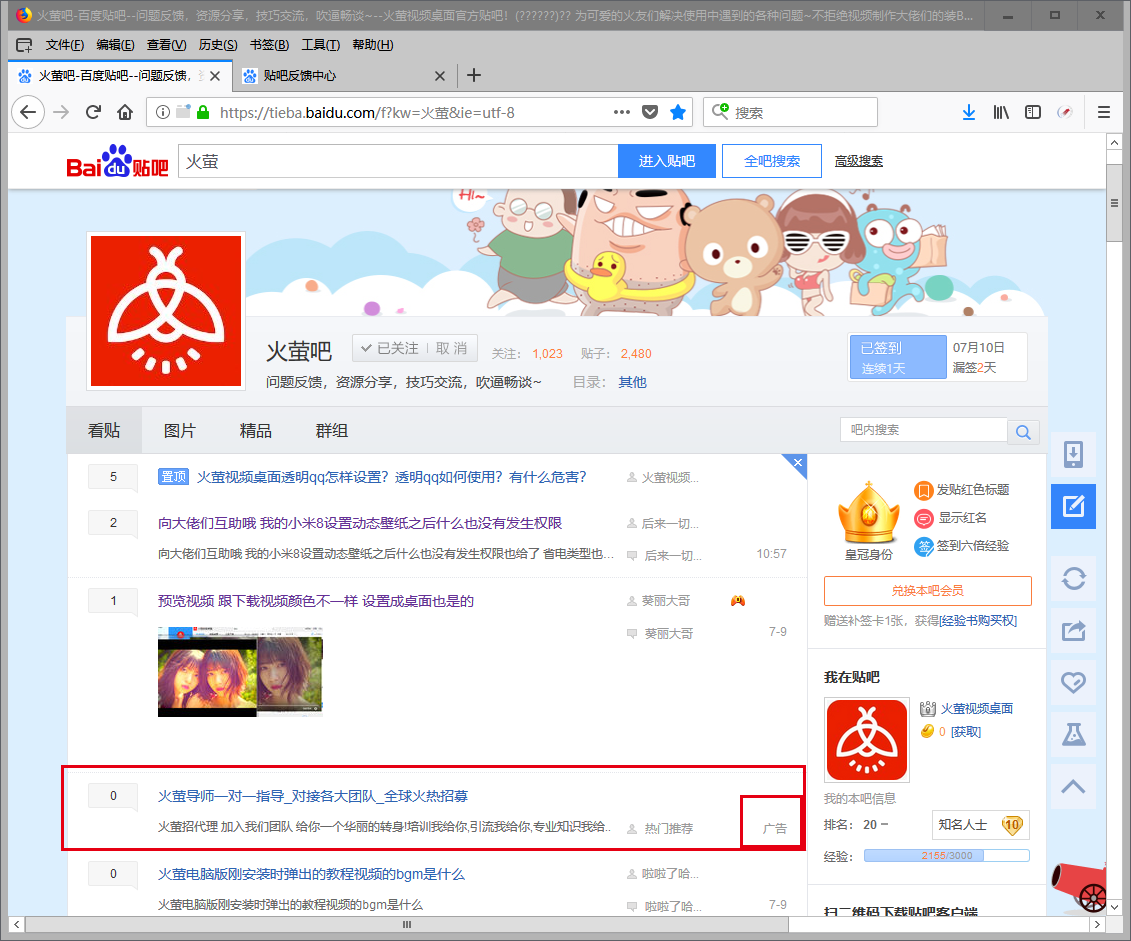 火萤吧-百度贴吧--问题反馈，资源分享，技巧交流，吹逼畅谈~--火萤视频桌面官方贴吧！(??????)?? 为可爱的火友们解决使用中遇到的各种问题~不拒绝视频制作大佬们的装B...
文件(F) 编辑(E) 查看(V) 历史(S) 书签(B) 工具(T) 帮助(H)
火萤吧-百度贴吧--问题反馈，
贴吧反馈中心
https://tieba.baidu.com/f?kw=火萤&ie=utf-8
搜索
Bai du 贴吧
火萤
进入贴吧
全吧搜索
高级搜索
Hi~
火萤吧
已关注 取 消
关注： 1,023 贴子： 2,480
问题反馈，资源分享，技巧交流，吹逼畅谈~
目录： 其他
已签到
连续1天
07月10日
漏签2天
看贴 图片 精品 群组
吧内搜索
5
置顶 火萤视频桌面透明qq怎样设置？透明qq如何使用？有什么危害?
火萤视频...
2
向大佬们互助哦 我的小米8设置动态壁纸之后什么也没有发生权限
后来一切...
向大佬们互助哦 我的小米8设置动态壁纸之后什么也没有发生权限也给了 省电类型也...
后来一切...
10:57
1
预览视频 跟下载视频颜色不一样 设置成桌面也是的
葵丽大哥
葵丽大哥
7-9
0
火萤导师一对一指导_对接各大团队_全球火热招募
火萤招代理 加入我们团队 给你一个华丽的转身!培训我给你,引流我给你,专业知识我给..
热门推荐
广告
0
火萤电脑版刚安装时弹出的教程视频的bgm是什么
啦啦了哈...
火萤电脑版刚安装时弹出的教程视频的bgm是什么
啦啦了哈...
7-9
皇冠身份
发贴红色标题
显示红名
签 签到六倍经验
兑换本吧会员
赠送补签卡1张，获得[经验书购买权]
我在贴吧
火萤视频桌面
0 [获取]
我的本吧信息
排名： 20
知名人士 10
经验： 2155/3000
扫二维码下载贴吧客户端